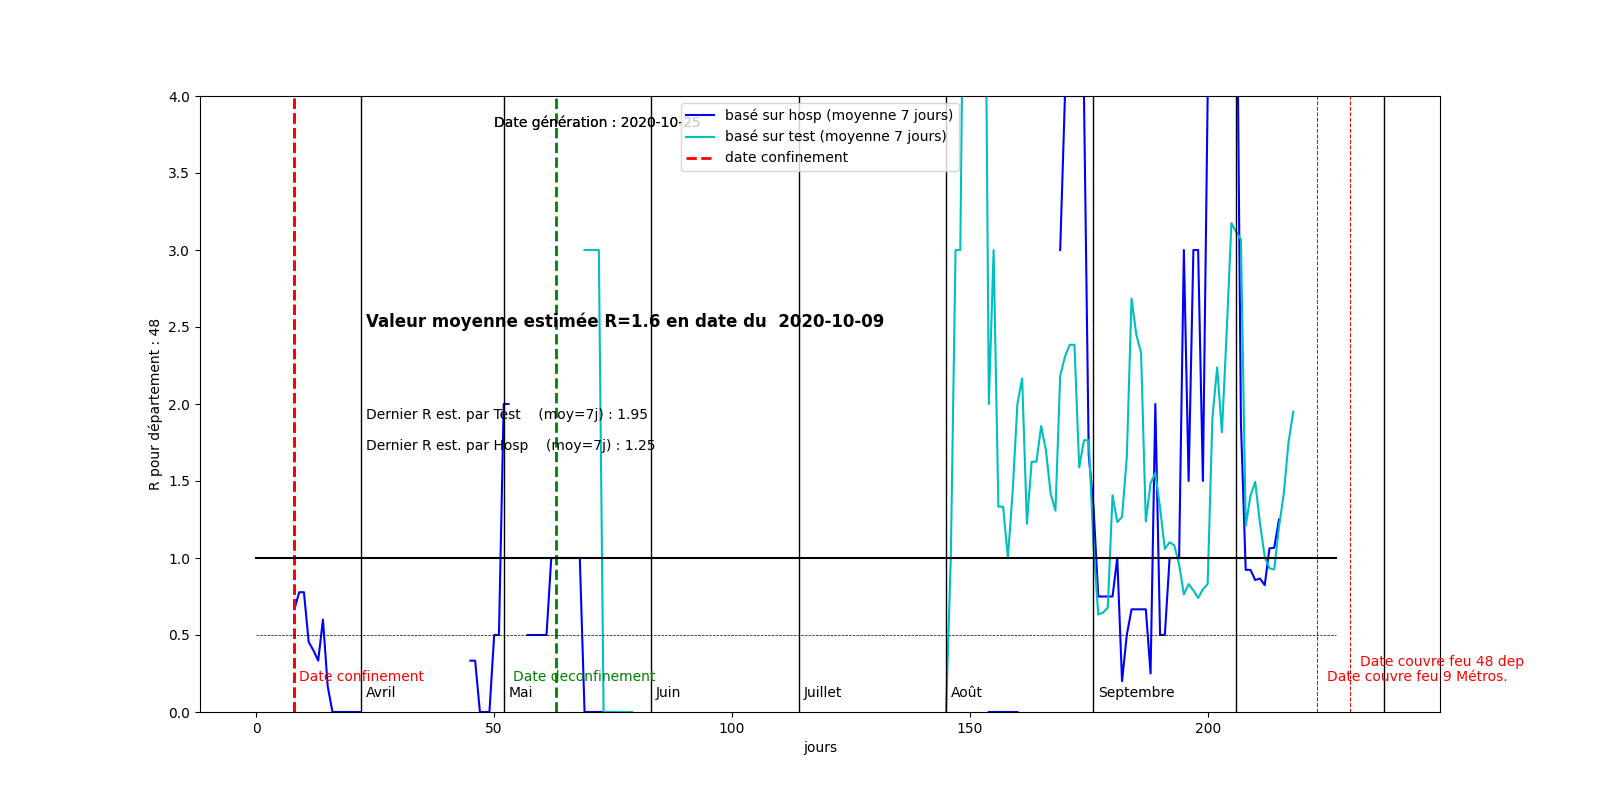 4.0
3.5
3.0
2.5
2.0
1.5
1.0
0.5
0.0
R pour département : 48
Date génération : 2020-10-25
basé sur hosp (moyenne 7 jours)
basé sur test (moyenne 7 jours)
date confinement
Valeur moyenne estimée R=1.6 en date du 2020-10-09
Dernier R est. par Test (moy=7j) : 1.95
Dernier R est. par Hosp (moy=7j) : 1.25
Date couvre feu 48 dep
Date confinement
Date deconfinement
Date couvre feu 9 Métros.
Avril
Mai
Juin
Juillet
Août
Septembre
0
50
100
150
200
jours